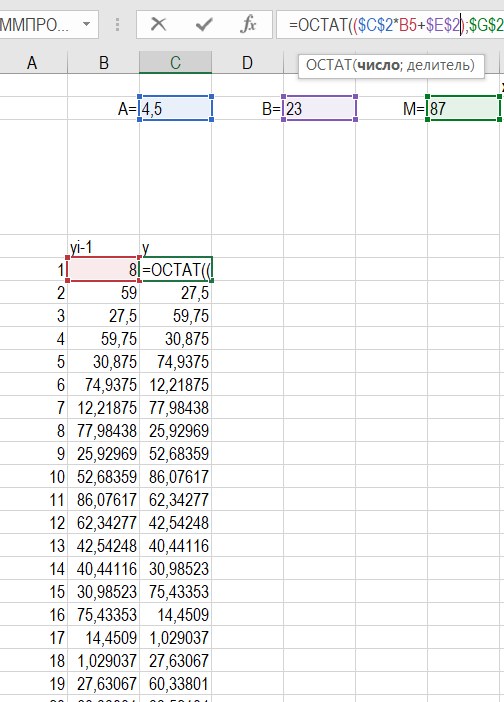 ММПРО... fx =ОСТАТ(($C$2*B5+$E$2);$G$2
ОСТАТ(число; делитель)
A B C D
A= 4,5 B= 23 M= 87
yi-1 y
1 8 =ОСТАТ((
2 59 27,5
3 27,5 59,75
4 59,75 30,875
5 30,875 74,9375
6 74,9375 12,21875
7 12,21875 77,98438
8 77,98438 25,92969
9 25,92969 52,68359
10 52,68359 86,07617
11 86,07617 62,34277
12 62,34277 42,54248
13 42,54248 40,44116
14 40,44116 30,98523
15 30,98523 75,43353
16 75,43353 14,4509
17 14,4509 1,029037
18 1,029037 27,63067
19 27,63067 60,33801